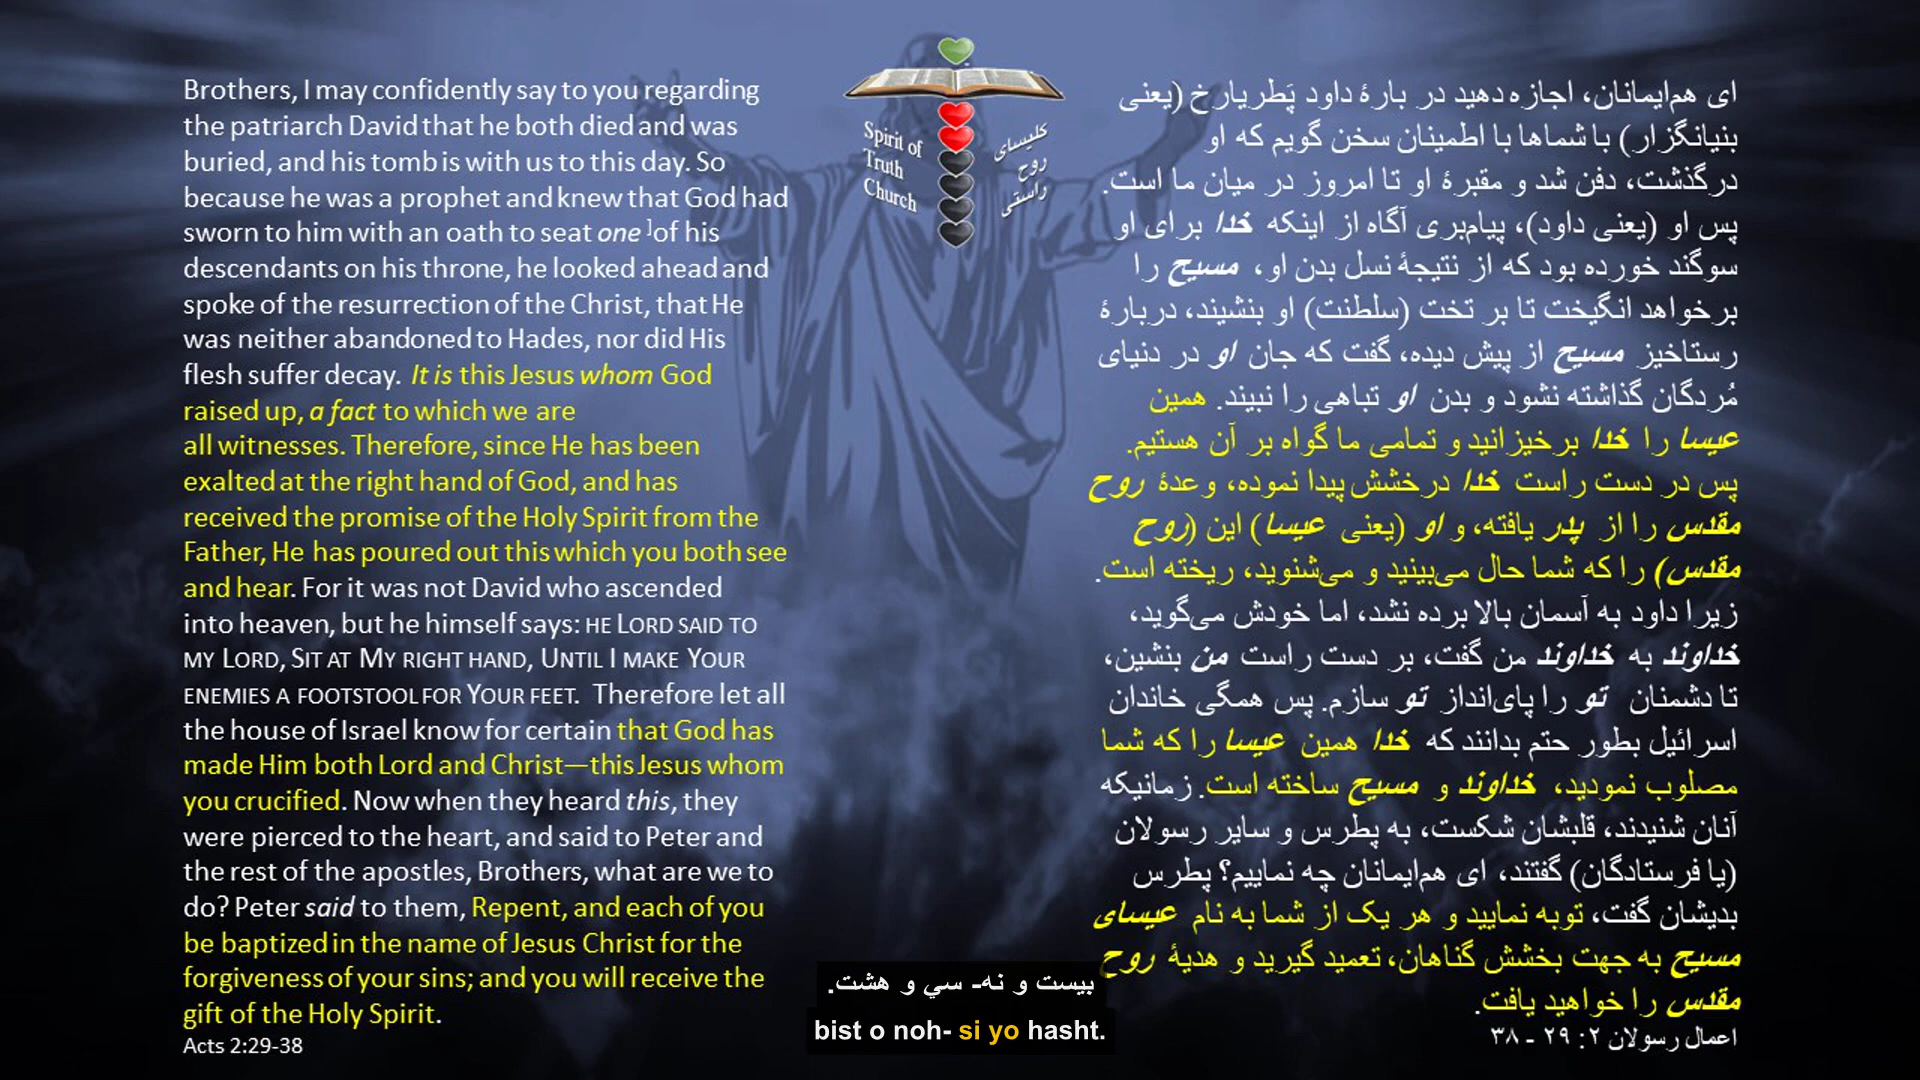 Brothers, I may confidently say to you regarding
the patriarch David that he both died and was
buried, and his tomb is with us to this day. So
because he was a prophet and knew that God had
sworn to him with an oath to seat one ]of his
descendants on his throne, he looked ahead and
spoke of the resurrection of the Christ, that He
was neither abandoned to Hades, nor did His
flesh suffer decay. It is this Jesus whom God
raised up, a fact to which we are
all witnesses. Therefore, since He has been
exalted at the right hand of God, and has
received the promise of the Holy Spirit from the
Father, He has poured out this which you both see
and hear. For it was not David who ascended
into heaven, but he himself says: HE LORD SAID TO
MY LORD, SIT AT MY RIGHT HAND, UNTIL I MAKE YOUR
ENEMIES A FOOTSTOOL FOR YOUR FEET. Therefore let all
the house of Israel know for certain that God has
made Him both Lord and Christ—this Jesus whom
you crucified. Now when they heard this, they
were pierced to the heart, and said to Peter and
the rest of the apostles, Brothers, what are we to
do? Peter said to them, Repent, and each of you
be baptized in the name of Jesus Christ for the
forgiveness of your sins; and you will receive the
gift of the Holy Spirit.
Acts 2:29-38
Spirit of
Truth
Church
کلیسای
روح
راستی
ای هم‌ایمانان، اجازه دهید در بارۀ داود پَطریارخ (یعنی
بنیانگزار) با شماها با اطمینان سخن گویم که او
درگذشت، دفن شد و مقبرۀ او تا امروز در میان ما است.
پس او (یعنی داود)، پیام‌بری آگاه از اینکه خدا برای او
سوگند خورده بود که از نتیجۀ نسل بدن او، مسیح را
برخواهد انگیخت تا بر تخت (سلطنت) او بنشیند، دربارۀ
رستاخیز مسیح از پیش دیده، گفت که جان او در دنیای
مُردگان گذاشته نشود و بدن او تباهی را نبیند. همین
عیسا را خدا برخیزانید و تمامی ما گواه بر آن هستیم.
پس در دست راست خدا درخشش پیدا نموده، وعدۀ روح
مقدس را از پدر یافته، و او (یعنی عیسا) این (روح
مقدس) را که شما حال می‌بینید و می‌شنوید، ریخته است.
زیرا داود به آسمان بالا برده نشد، اما خودش می‌گوید،
خداوند به خداوند من گفت، بر دست راست من بنشین،
تا دشمنان تو را پای‌انداز تو سازم. پس همگی خاندان
اسرائیل بطور حتم بدانند که خدا همین عیسا را که شما
مصلوب نمودید، خداوند و مسیح ساخته است. زمانیکه
آنان شنیدند، قلبشان شکست، به پطرس و سایر رسولان
(یا فرستادگان) گفتند، ای هم‌ایمانان چه نماییم؟ پطرس
بدیشان گفت، توبه نمایید و هر یک از شما به نام عیسای
مسیح به جهت بخشش گناهان، تعمید گیرید و هدیۀ روح
مقدس را خواهید یافت.
اعمال رسولان ۲: ۲۹ - ۳۸
بيست و نه- سي و هشت.
bist o noh- si yo hasht.